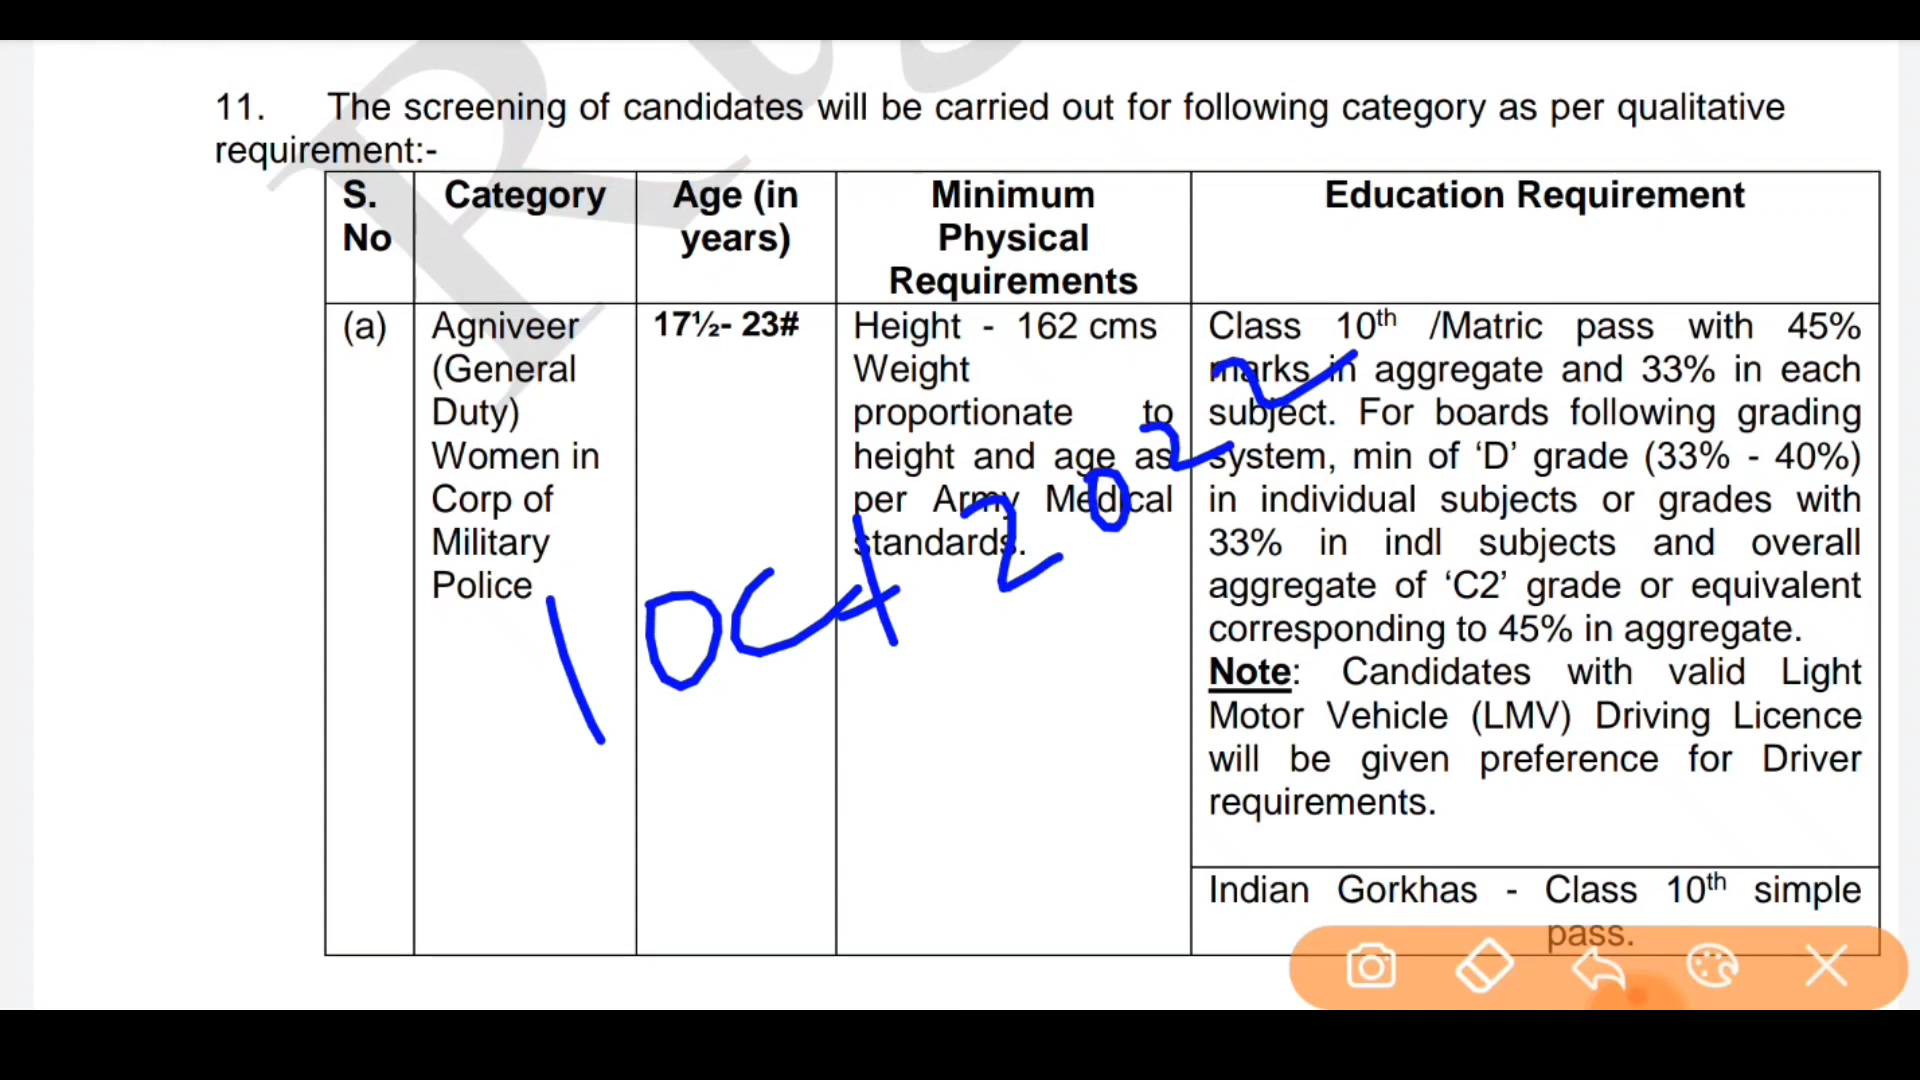 11. The screening of candidates will be carried out for following category as per qualitative
requirement:-
S. No
Category
Age (in years)
Minimum
Physical
Requirements
Education Requirement
(a)
Agniveer
(General
Duty)
Women in
Corp of
Military
Police
17½- 23#
Height - 162 cms
Weight
proportionate to
height and age as
per Army Medical
standards.
Class 10th /Matric pass with 45%
marks in aggregate and 33% in each
subject. For boards following grading
system, min of ‘D’ grade (33% - 40%)
in individual subjects or grades with
33% in indl subjects and overall
aggregate of ‘C2’ grade or equivalent
corresponding to 45% in aggregate.
Note: Candidates with valid Light
Motor Vehicle (LMV) Driving Licence
will be given preference for Driver
requirements.
Indian Gorkhas - Class 10th simple
pass.
1 Oct 2022